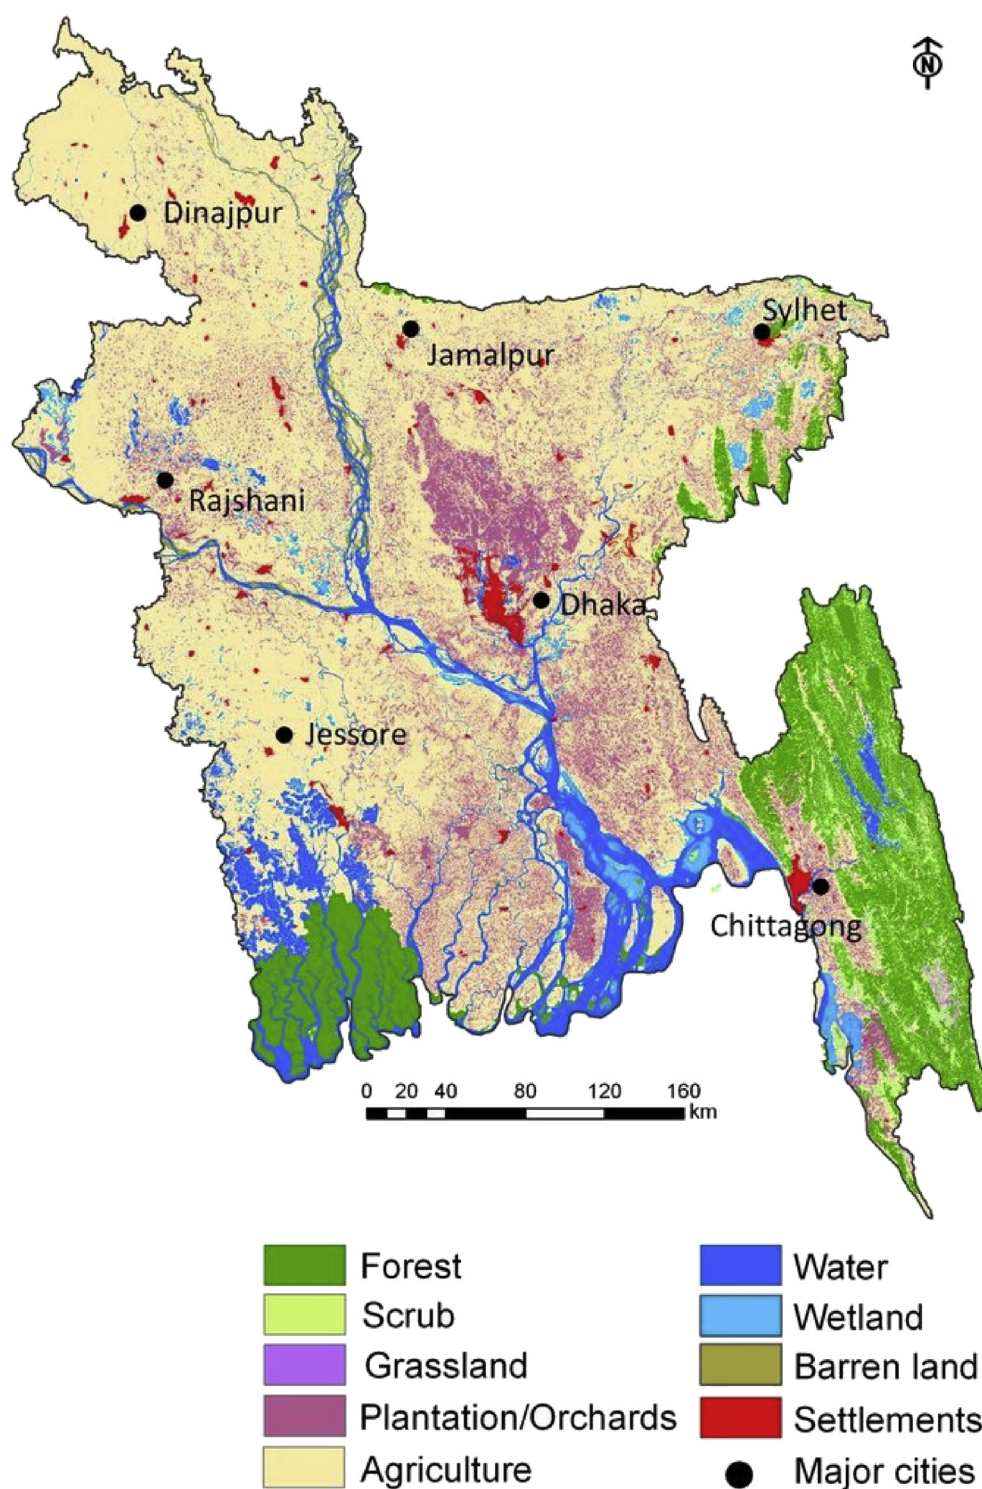 N
Dinajpur
Sylhet
Jamalpur
Rajshani
Dhaka
Jessore
Chittagong
0 20 40 80 120 160
km
Forest
Scrub
Grassland
Plantation/Orchards
Agriculture
Water
Wetland
Barren land
Settlements
Major cities